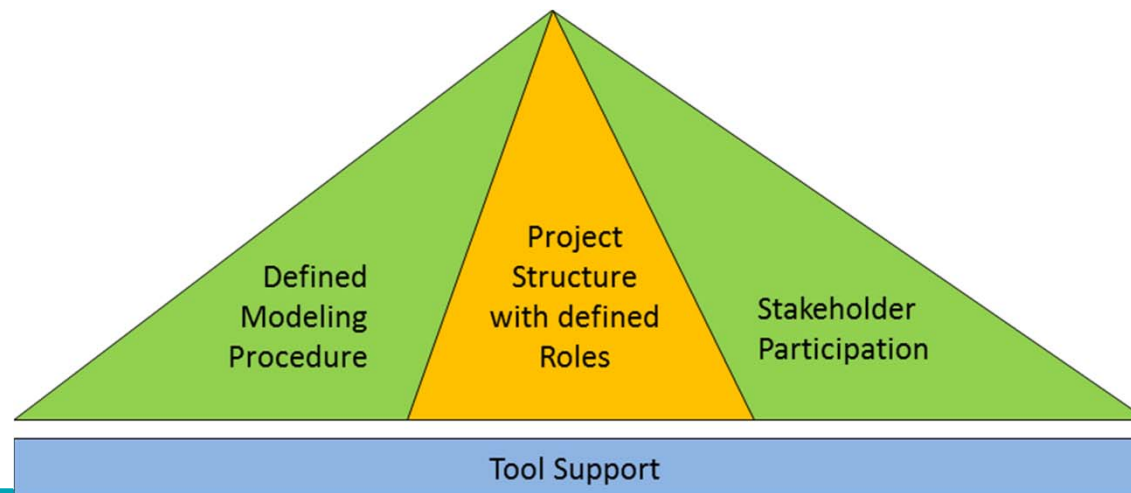 Defined
Modeling
Procedure
Project
Structure
with defined
Roles
Stakeholder
Participation
Tool Support